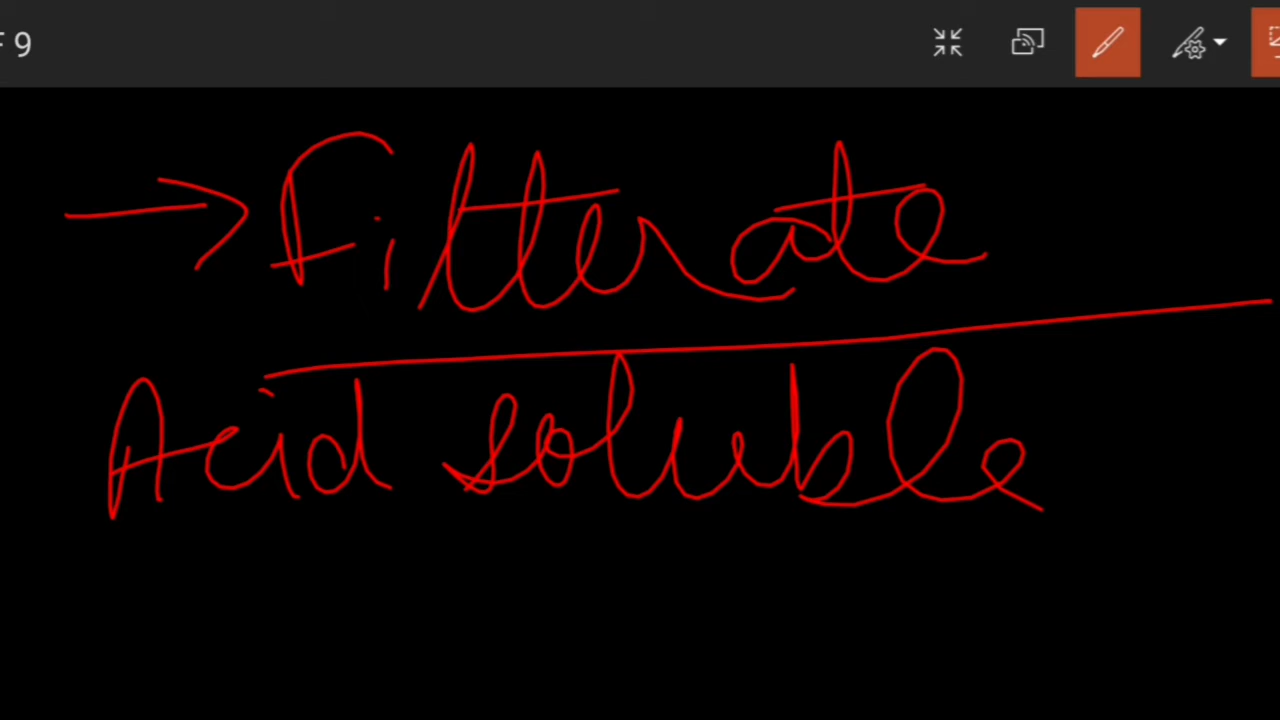 F 9
→ Filterate
Acid soluble